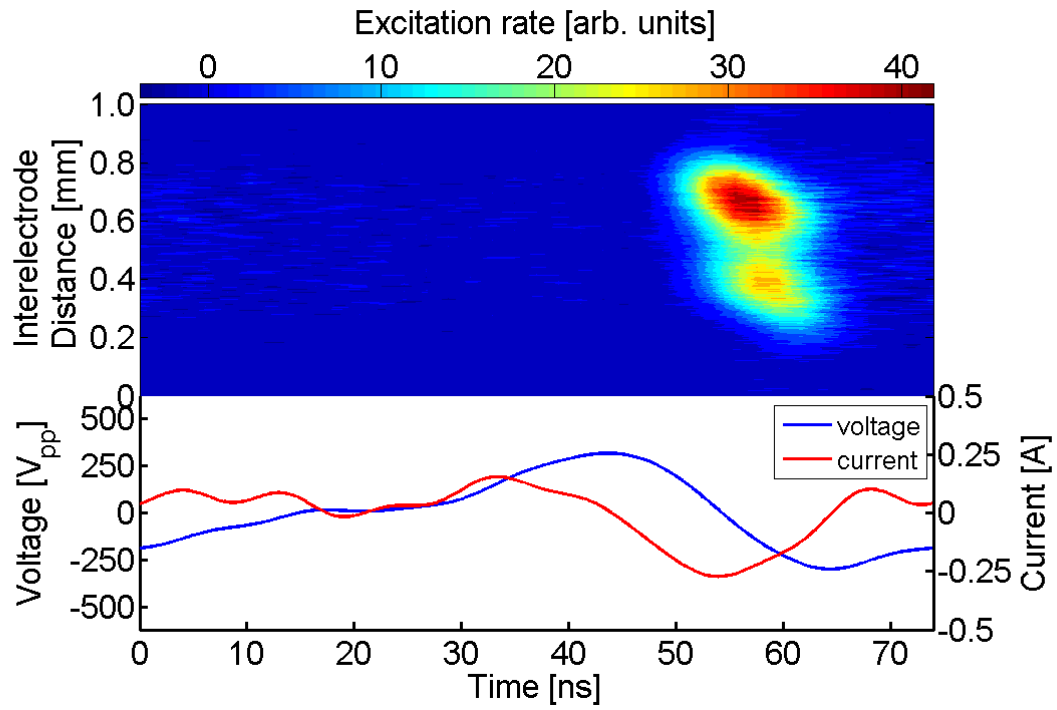 Excitation rate [arb. units]
0 10 20 30 40
Interelectrode
Distance [mm]
1.0
0.8
0.6
0.4
0.2
0
Voltage [Vpp]
500
250
0
-250
-500
voltage
current
0.5
0.25
0
-0.25
-0.5
Current [A]
0 10 20 30 40 50 60 70
Time [ns]